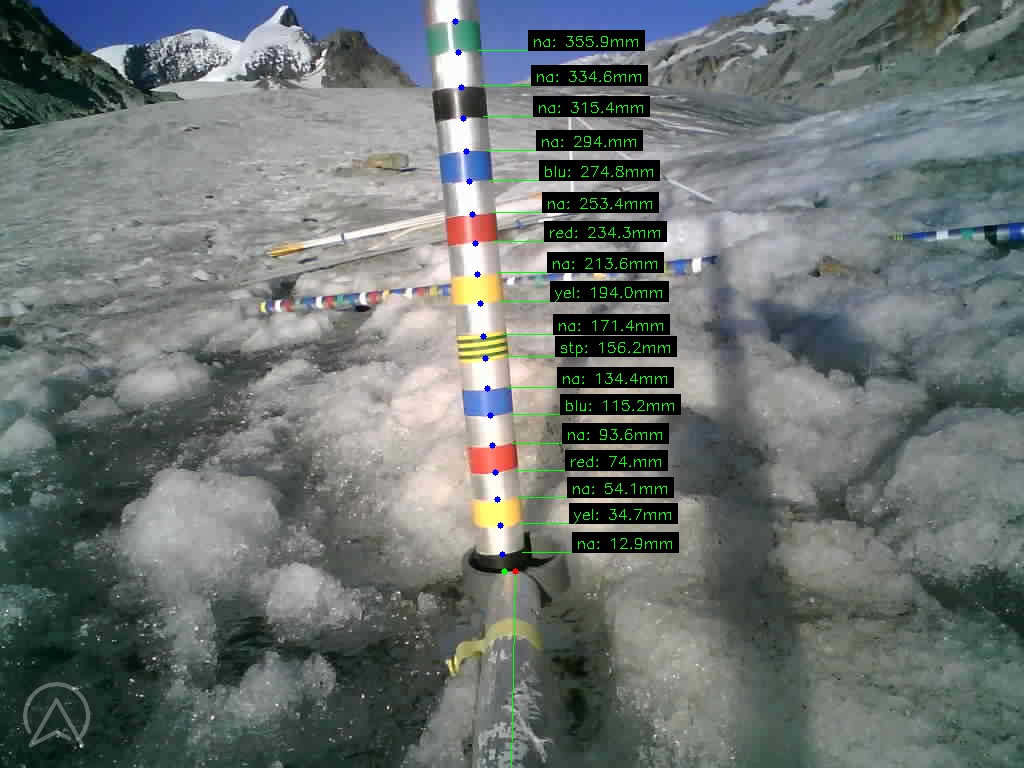 na: 355.9mm
na: 334.6mm
na: 315.4mm
na: 294.mm
blu: 274.8mm
na: 253.4mm
red: 234.3mm
na: 213.6mm
yel: 194.0mm
na: 171.4mm
stp: 156.2mm
na: 134.4mm
blu: 115.2mm
na: 93.6mm
red: 74.mm
na: 54.1mm
yel: 34.7mm
na: 12.9mm